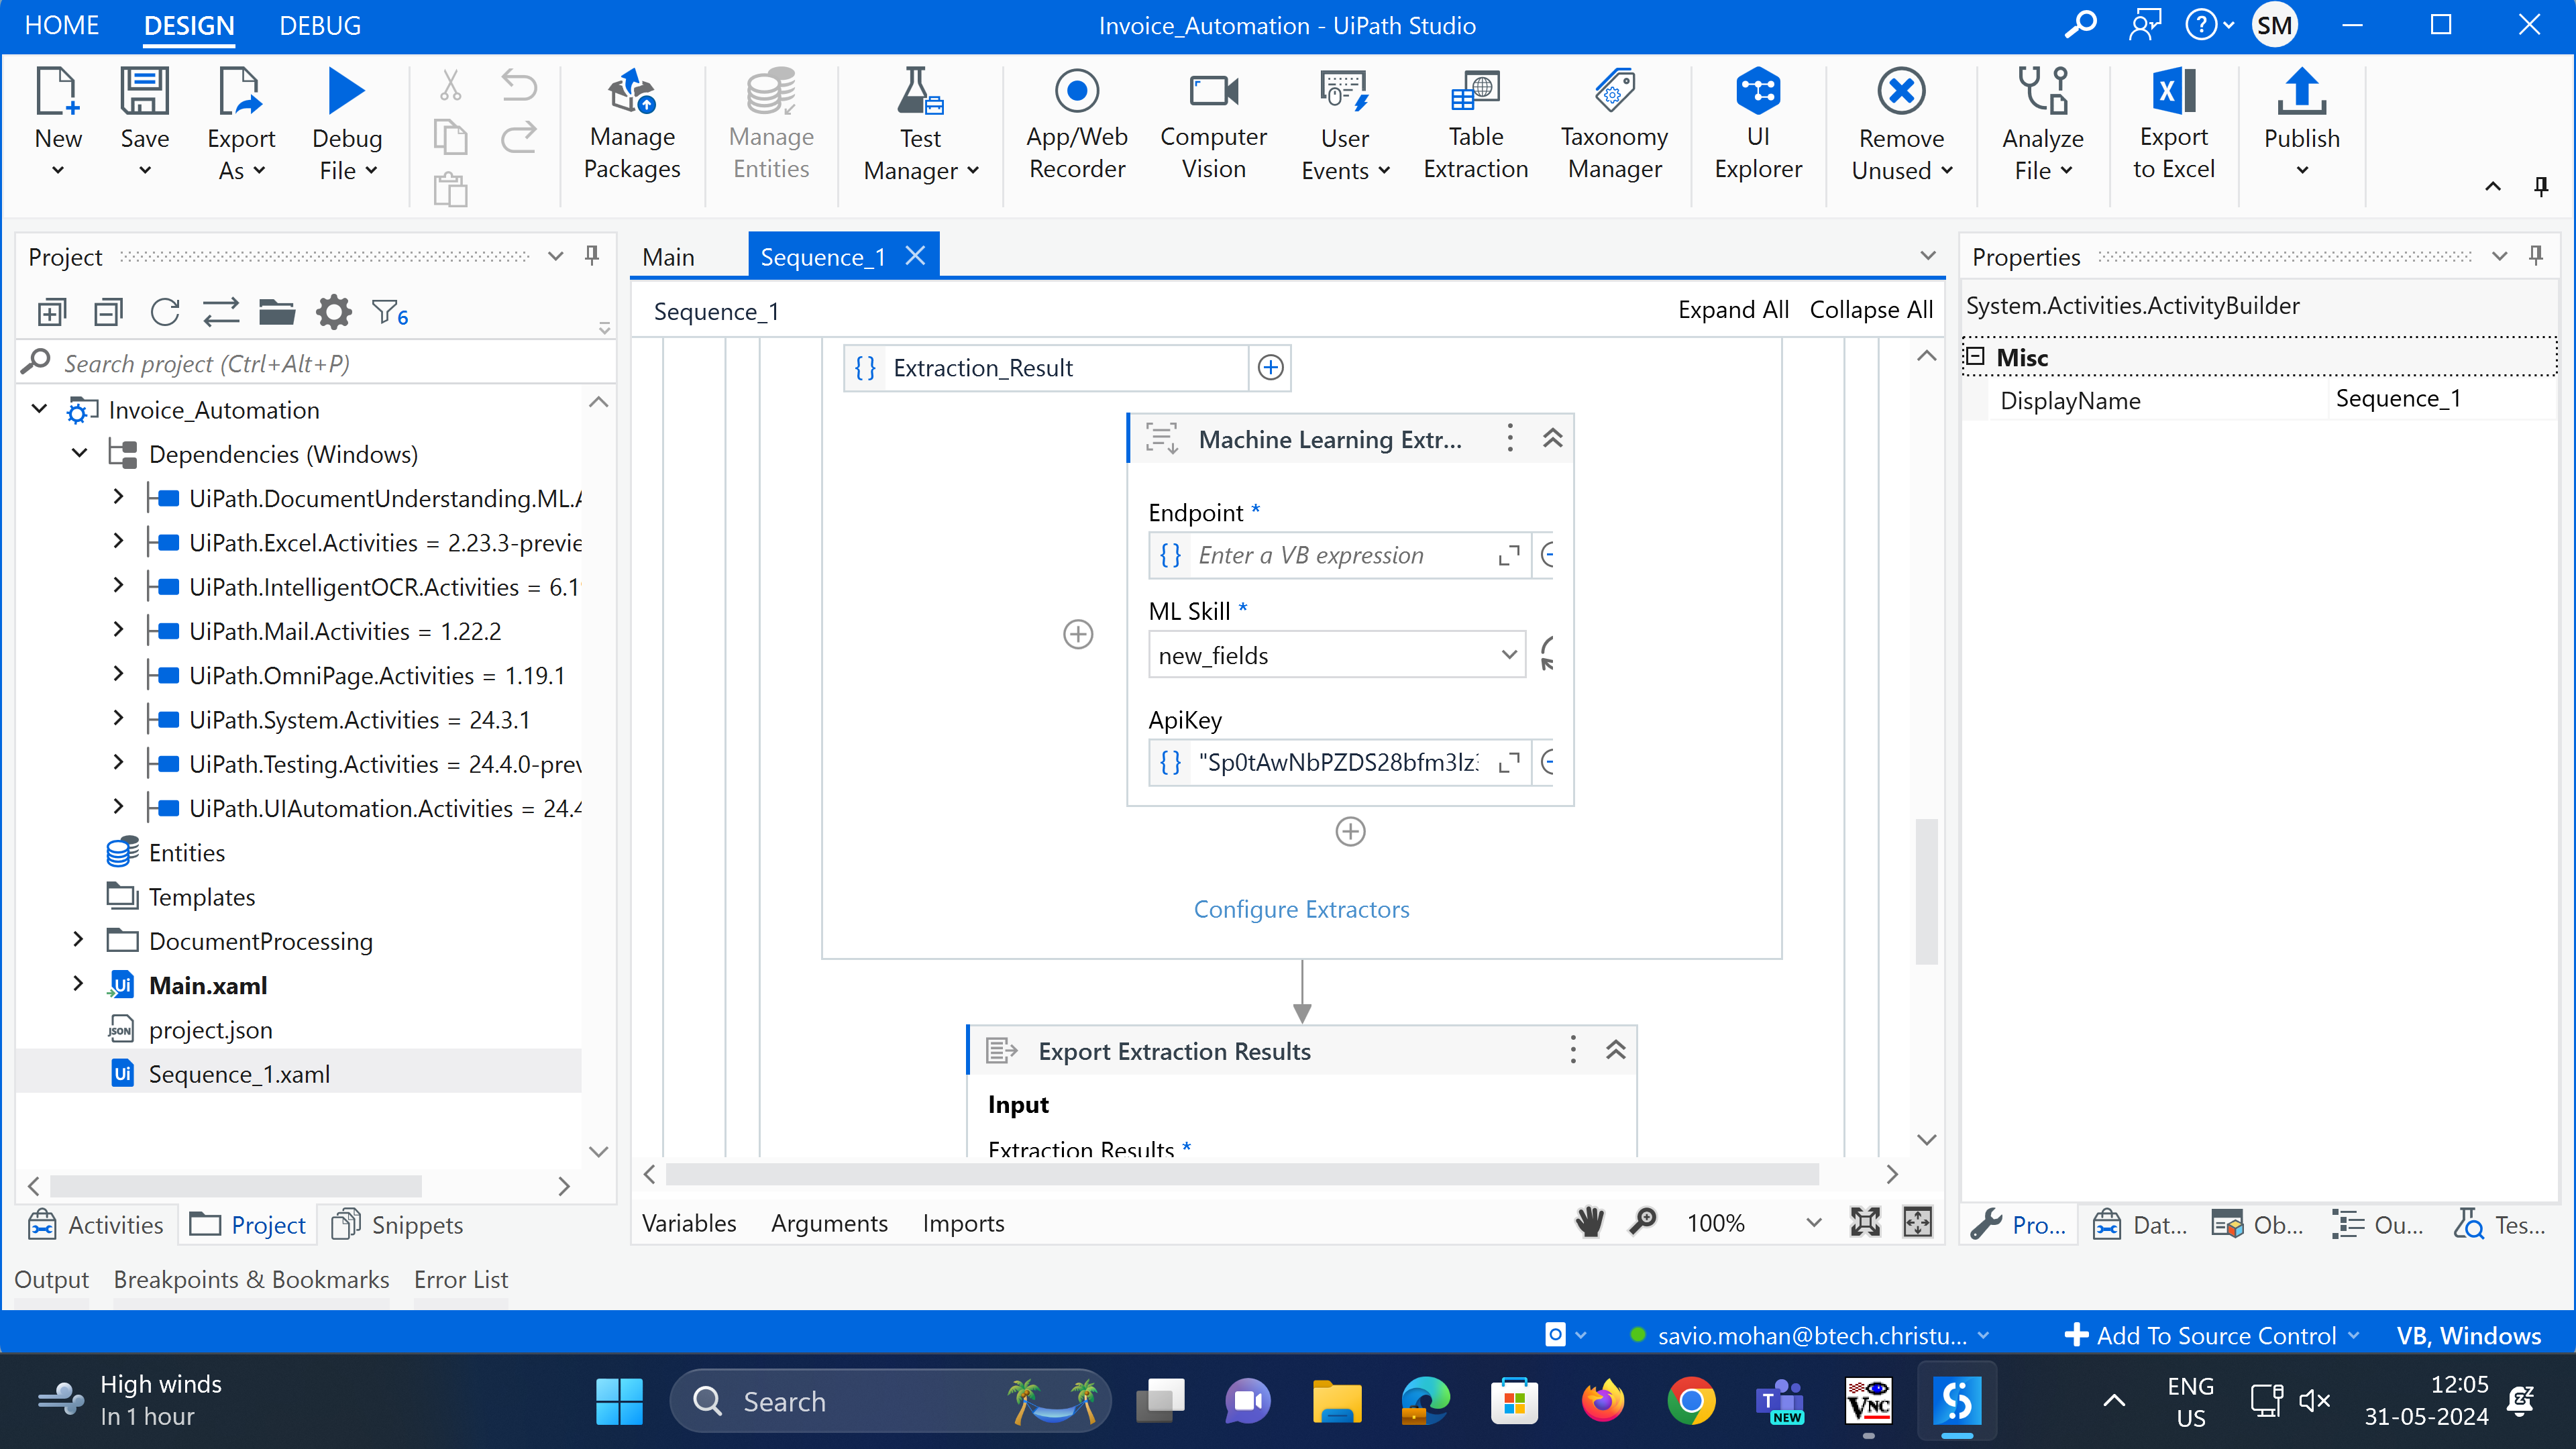 HOME DESIGN DEBUG
Invoice_Automation - UiPath Studio
SM
New
Save
Export As
Debug File
Manage Packages
Manage Entities
Test Manager
App/Web Recorder
Computer Vision
User Events
Table Extraction
Taxonomy Manager
UI Explorer
Remove Unused
Analyze File
Export to Excel
Publish
Project
6
Search project (Ctrl+Alt+P)
Invoice_Automation
Dependencies (Windows)
UiPath.DocumentUnderstanding.ML.A
UiPath.Excel.Activities = 2.23.3-previe
UiPath.IntelligentOCR.Activities = 6.1
UiPath.Mail.Activities = 1.22.2
UiPath.OmniPage.Activities = 1.19.1
UiPath.System.Activities = 24.3.1
UiPath.Testing.Activities = 24.4.0-prev
UiPath.UIAutomation.Activities = 24.4
Entities
Templates
DocumentProcessing
Main.xaml
project.json
Sequence_1.xaml
Activities Project Snippets
Main Sequence_1
Sequence_1 Expand All Collapse All
{} Extraction_Result
Machine Learning Extr...
Endpoint *
{} Enter a VB expression
ML Skill *
new_fields
ApiKey
{} "Sp0tAwNbPZDS28bfm3lz
Configure Extractors
Export Extraction Results
Input
Extraction Results *
Variables Arguments Imports 100%
Properties
System.Activities.ActivityBuilder
Misc
DisplayName Sequence_1
Pro... Dat... Ob... Ou... Tes...
Output Breakpoints & Bookmarks Error List
savio.mohan@btech.christu... Add To Source Control VB, Windows
High winds
In 1 hour
Search
NEW
VNC
ENG
US
12:05
31-05-2024